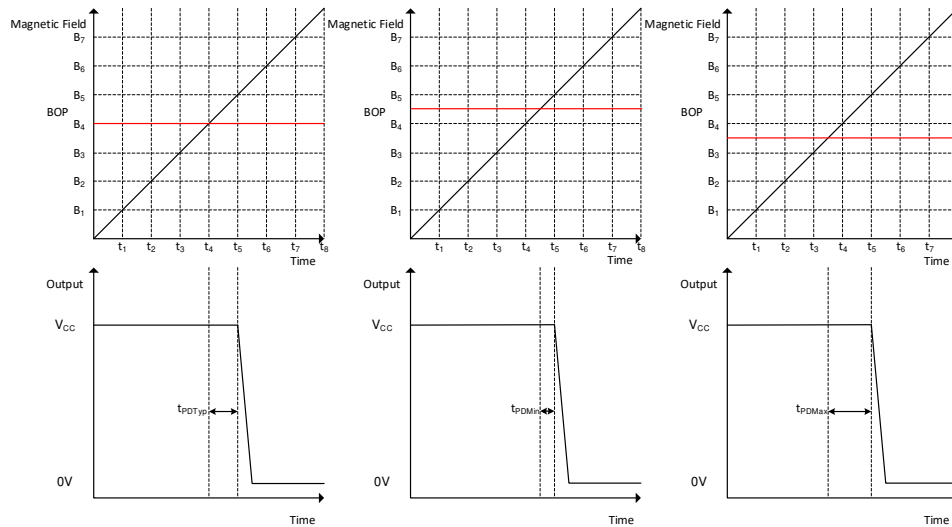 Magnetic Field
B7
B6
B5
BOP
B4
B3
B2
B1
t1 t2 t3 t4 t5 t6 t7 t8
Time
Output
VCC
tPDTyp
0V
Time
Magnetic Field
B7
B6
B5
BOP
B4
B3
B2
B1
t1 t2 t3 t4 t5 t6 t7 t8
Time
Output
VCC
tPDMin
0V
Time
Magnetic Field
B7
B6
B5
BOP
B4
B3
B2
B1
t1 t2 t3 t4 t5 t6 t7
Time
Output
VCC
tPDMax
0V
Time